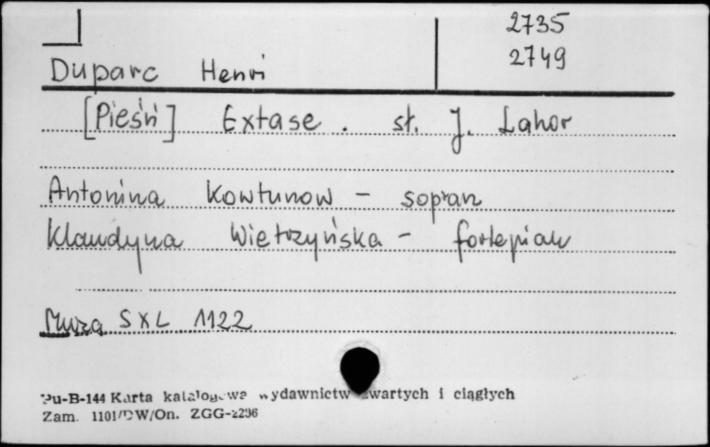 2735
2749
Duparc Henri
[Pieśń] Extase. sł. J. Lahor
Antonina Kowtunow - sopran
Klaudyna Wietrzyńska - fortepian
Muza SXL 1122
Pu-B-144 Karta katalogowa wydawnictw zwartych i ciągłych
Zam. 1101/DW/On. ZGG-2296